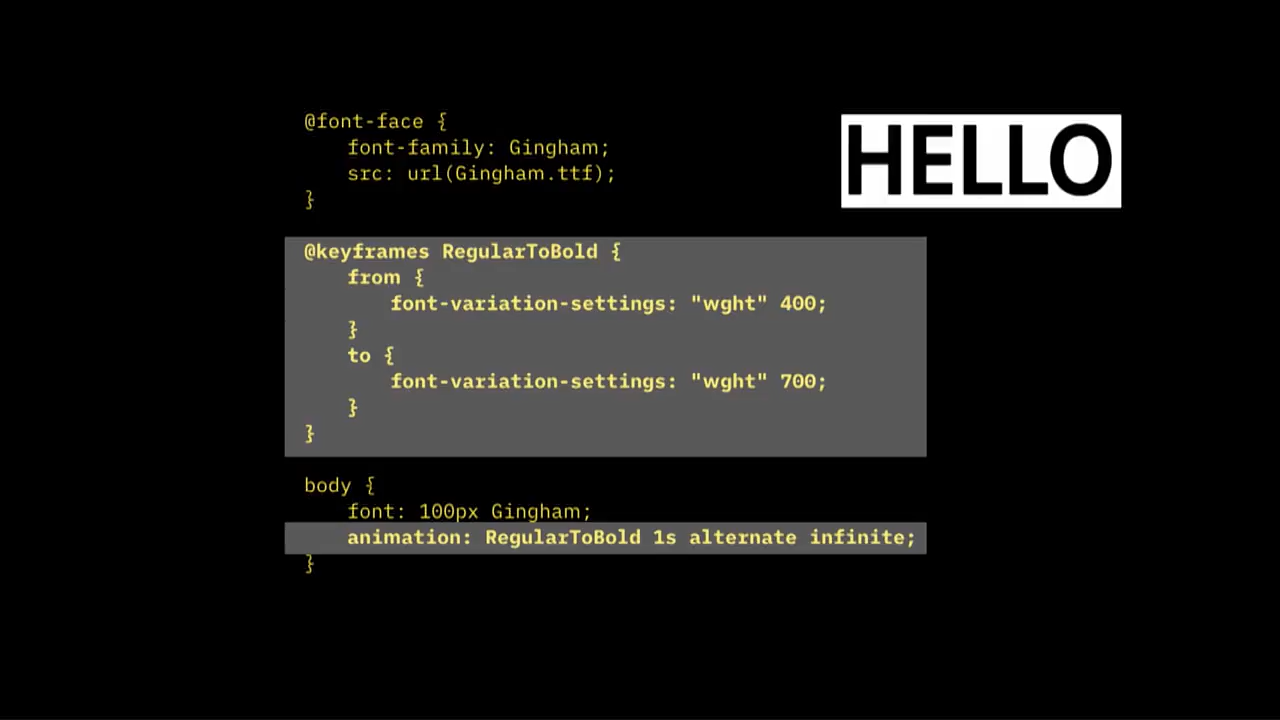 @font-face {
font-family: Gingham;
src: url(Gingham.ttf);
}
HELLO
@keyframes RegularToBold {
from {
font-variation-settings: "wght" 400;
}
to {
font-variation-settings: "wght" 700;
}
}
body {
font: 100px Gingham;
animation: RegularToBold 1s alternate infinite;
}